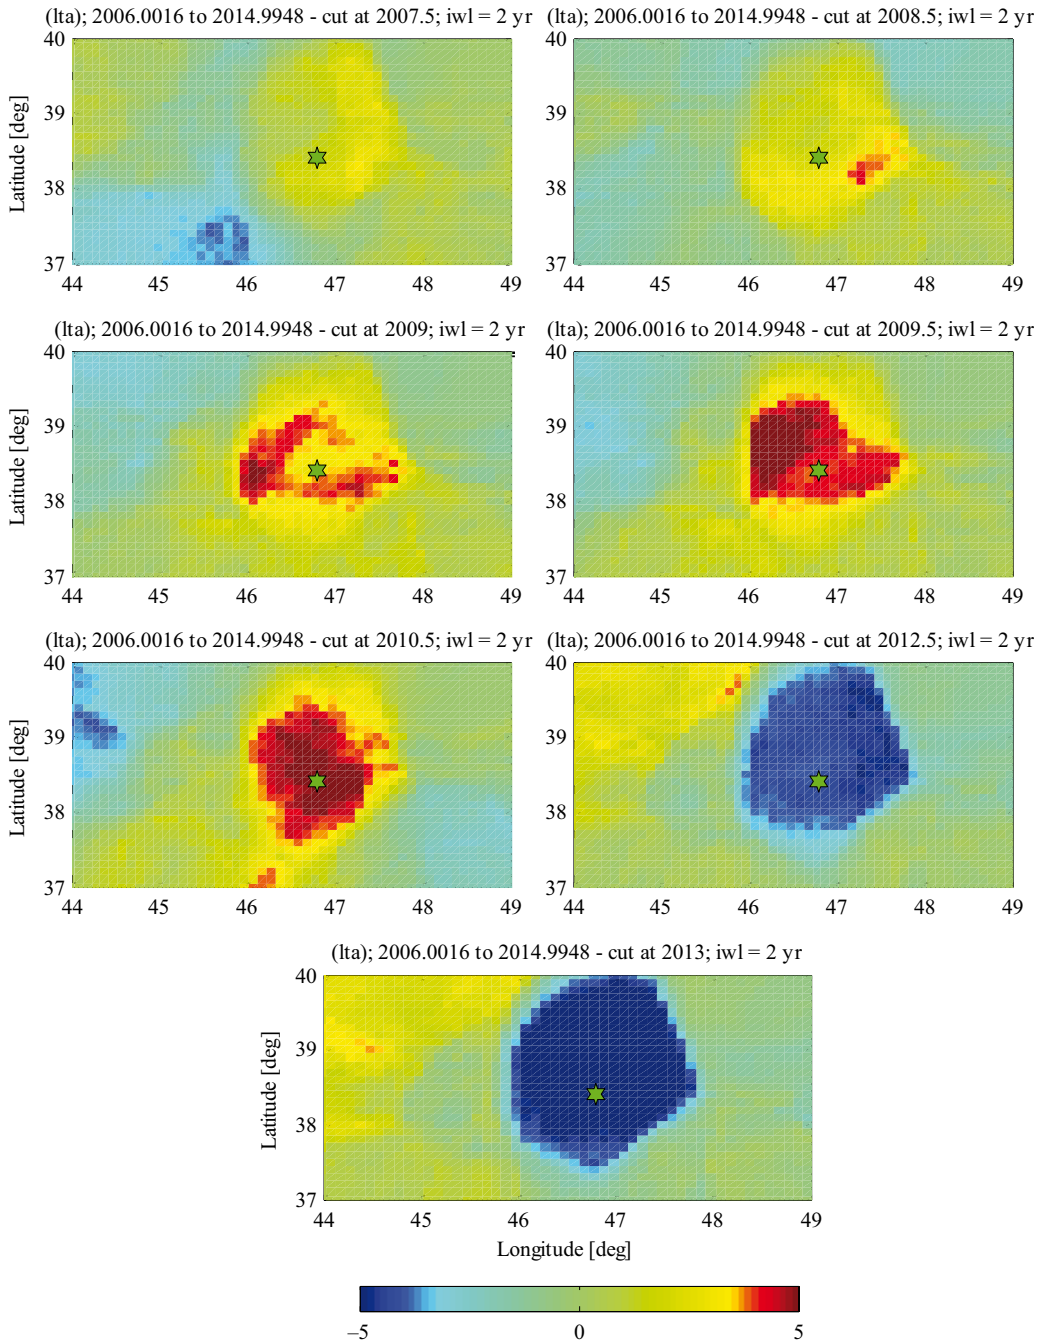 (lta); 2006.0016 to 2014.9948 - cut at 2007.5; iwl = 2 yr
(lta); 2006.0016 to 2014.9948 - cut at 2008.5; iwl = 2 yr
40
39
38
37
Latitude [deg]
44 45 46 47 48 49
40
39
38
37
44 45 46 47 48 49
(lta); 2006.0016 to 2014.9948 - cut at 2009; iwl = 2 yr
(lta); 2006.0016 to 2014.9948 - cut at 2009.5; iwl = 2 yr
40
39
38
37
Latitude [deg]
44 45 46 47 48 49
40
39
38
37
44 45 46 47 48 49
(lta); 2006.0016 to 2014.9948 - cut at 2010.5; iwl = 2 yr
(lta); 2006.0016 to 2014.9948 - cut at 2012.5; iwl = 2 yr
40
39
38
37
Latitude [deg]
44 45 46 47 48 49
40
39
38
37
44 45 46 47 48 49
(lta); 2006.0016 to 2014.9948 - cut at 2013; iwl = 2 yr
40
39
38
37
Latitude [deg]
44 45 46 47 48 49
Longitude [deg]
−5 0 5